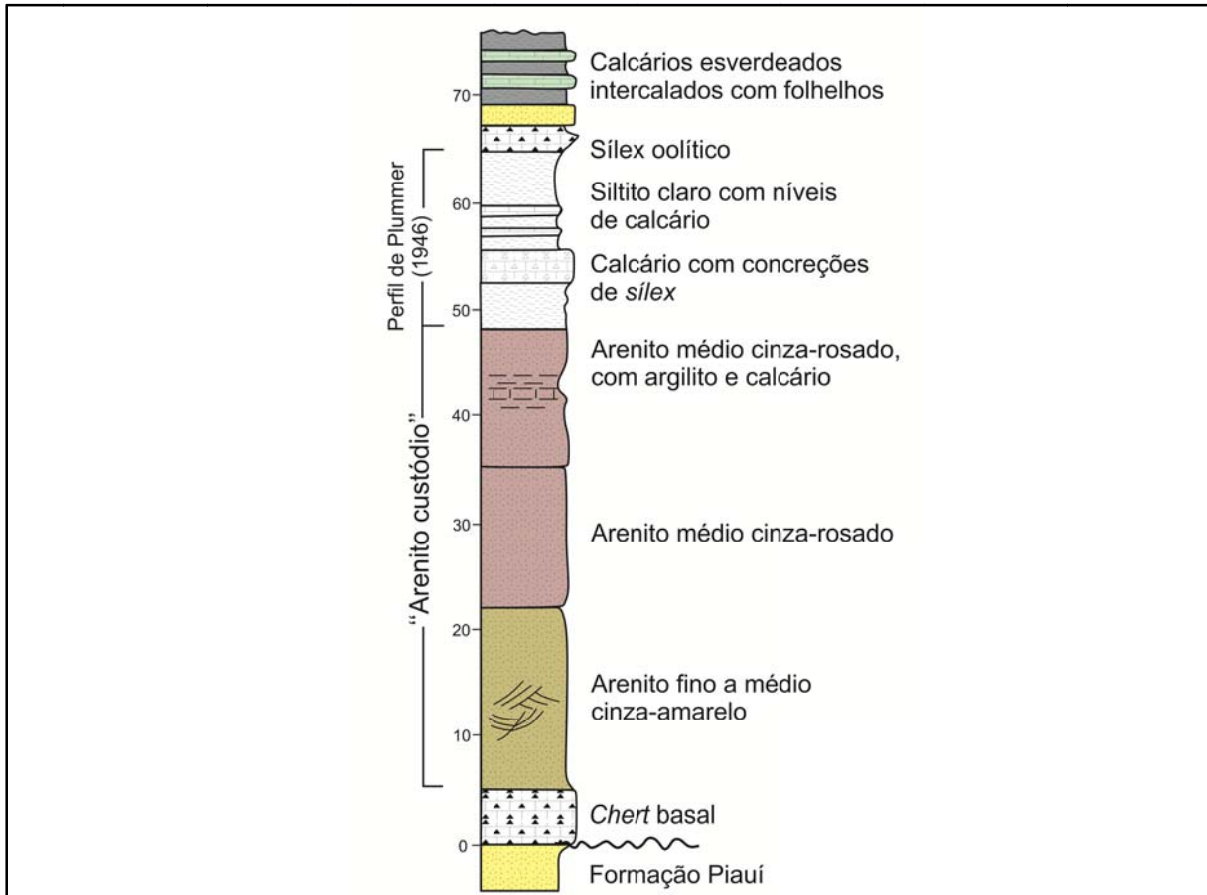 Calcários esverdeados
intercalados com folhelhos
70
Sílex oolítico
Perfil de Plummer
(1946)
60
Siltito claro com níveis
de calcário
Calcário com concreções
de sílex
50
Arenito médio cinza-rosado,
com argilito e calcário
40
“Arenito custódio”
30
Arenito médio cinza-rosado
20
Arenito fino a médio
cinza-amarelo
10
Chert basal
0
Formação Piauí